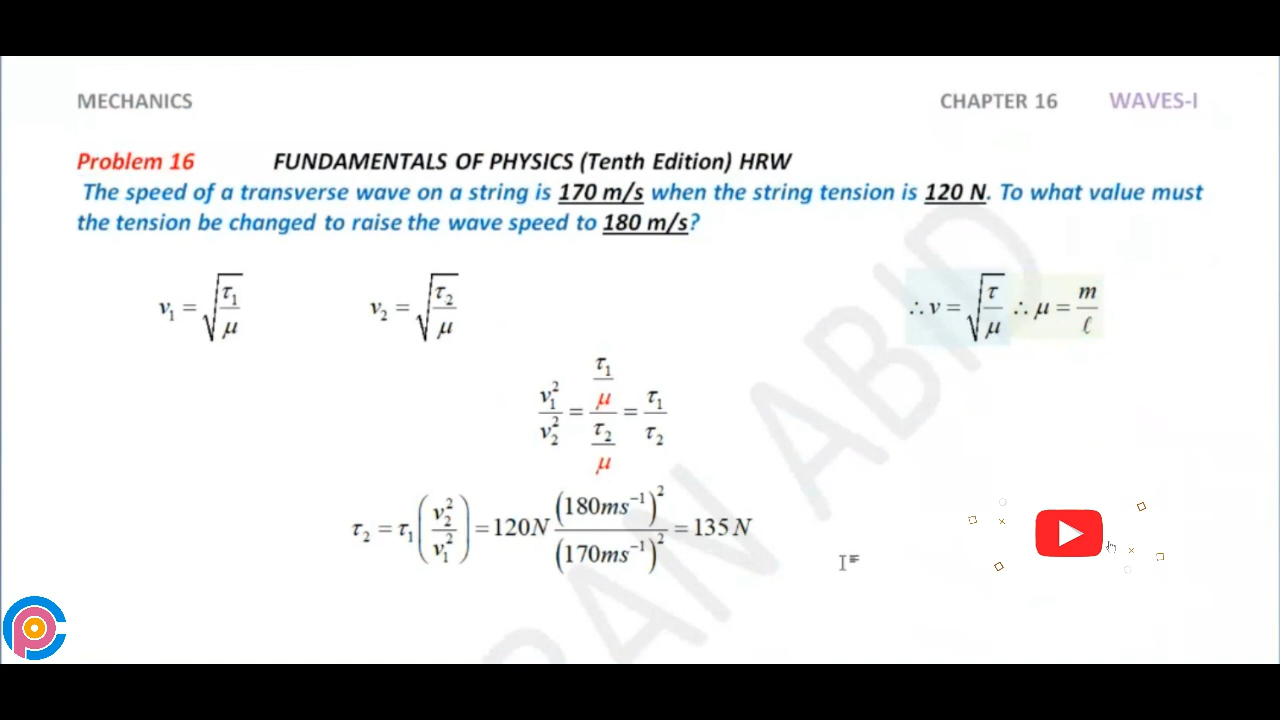 MECHANICS CHAPTER 16 WAVES-I
Problem 16 FUNDAMENTALS OF PHYSICS (Tenth Edition) HRW
The speed of a transverse wave on a string is 170 m/s when the string tension is 120 N. To what value must
the tension be changed to raise the wave speed to 180 m/s?
v₁ = √(τ₁/μ) v₂ = √(τ₂/μ) ∴ v = √(τ/μ) ∴ μ = m/ℓ
v₁²/v₂² = (τ₁/μ)/(τ₂/μ) = τ₁/τ₂
τ₂ = τ₁(v₂²/v₁²) = 120N (180ms⁻¹)²/(170ms⁻¹)² = 135 N
RAN ABID